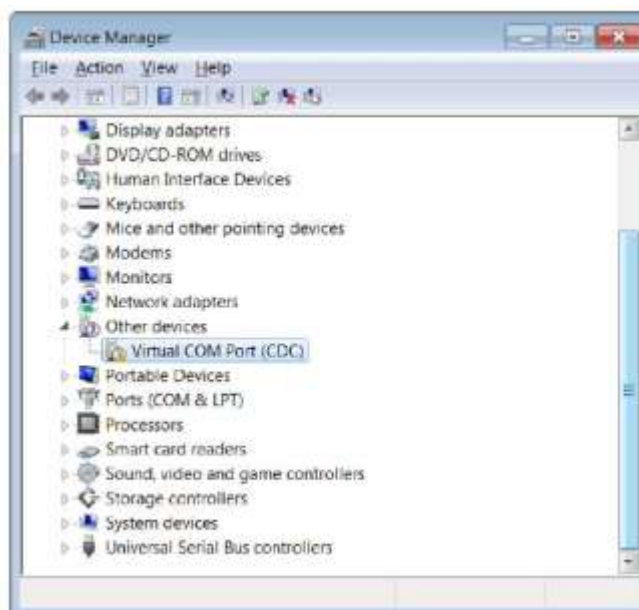 Device Manager
File Action View Help
Display adapters
DVD/CD-ROM drives
Human Interface Devices
Keyboards
Mice and other pointing devices
Modems
Monitors
Network adapters
Other devices
Virtual COM Port (CDC)
Portable Devices
Ports (COM & LPT)
Processors
Smart card readers
Sound, video and game controllers
Storage controllers
System devices
Universal Serial Bus controllers